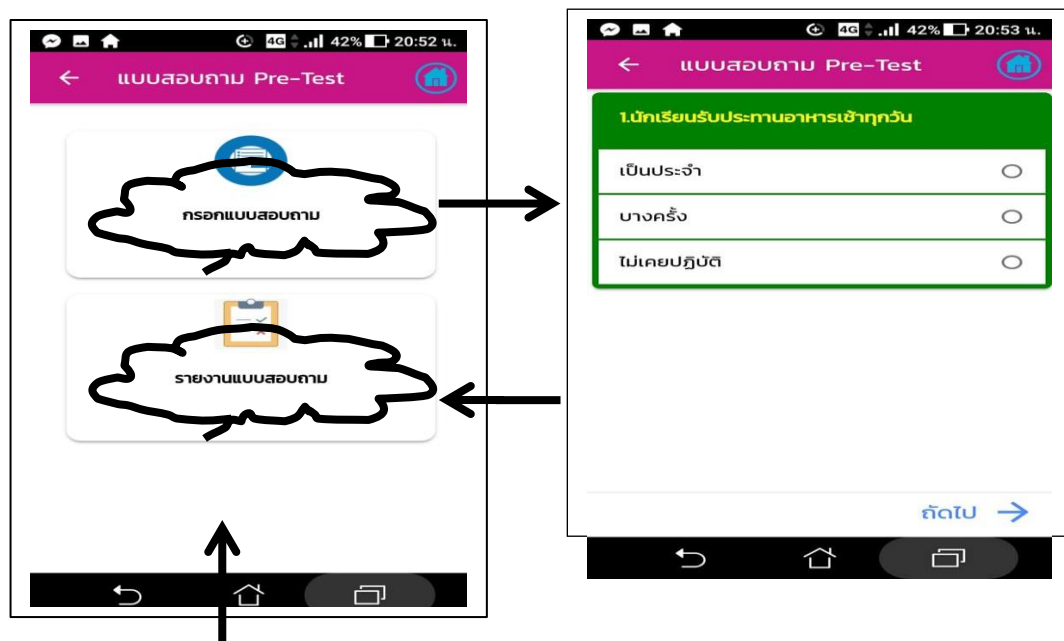 4G 42% 20:52 น.
แบบสอบถาม Pre-Test
กรอกแบบสอบถาม
รายงานแบบสอบถาม
4G 42% 20:53 น.
แบบสอบถาม Pre-Test
1.นักเรียนรับประทานอาหารเช้าทุกวัน
เป็นประจำ
บางครั้ง
ไม่เคยปฏิบัติ
ถัดไป